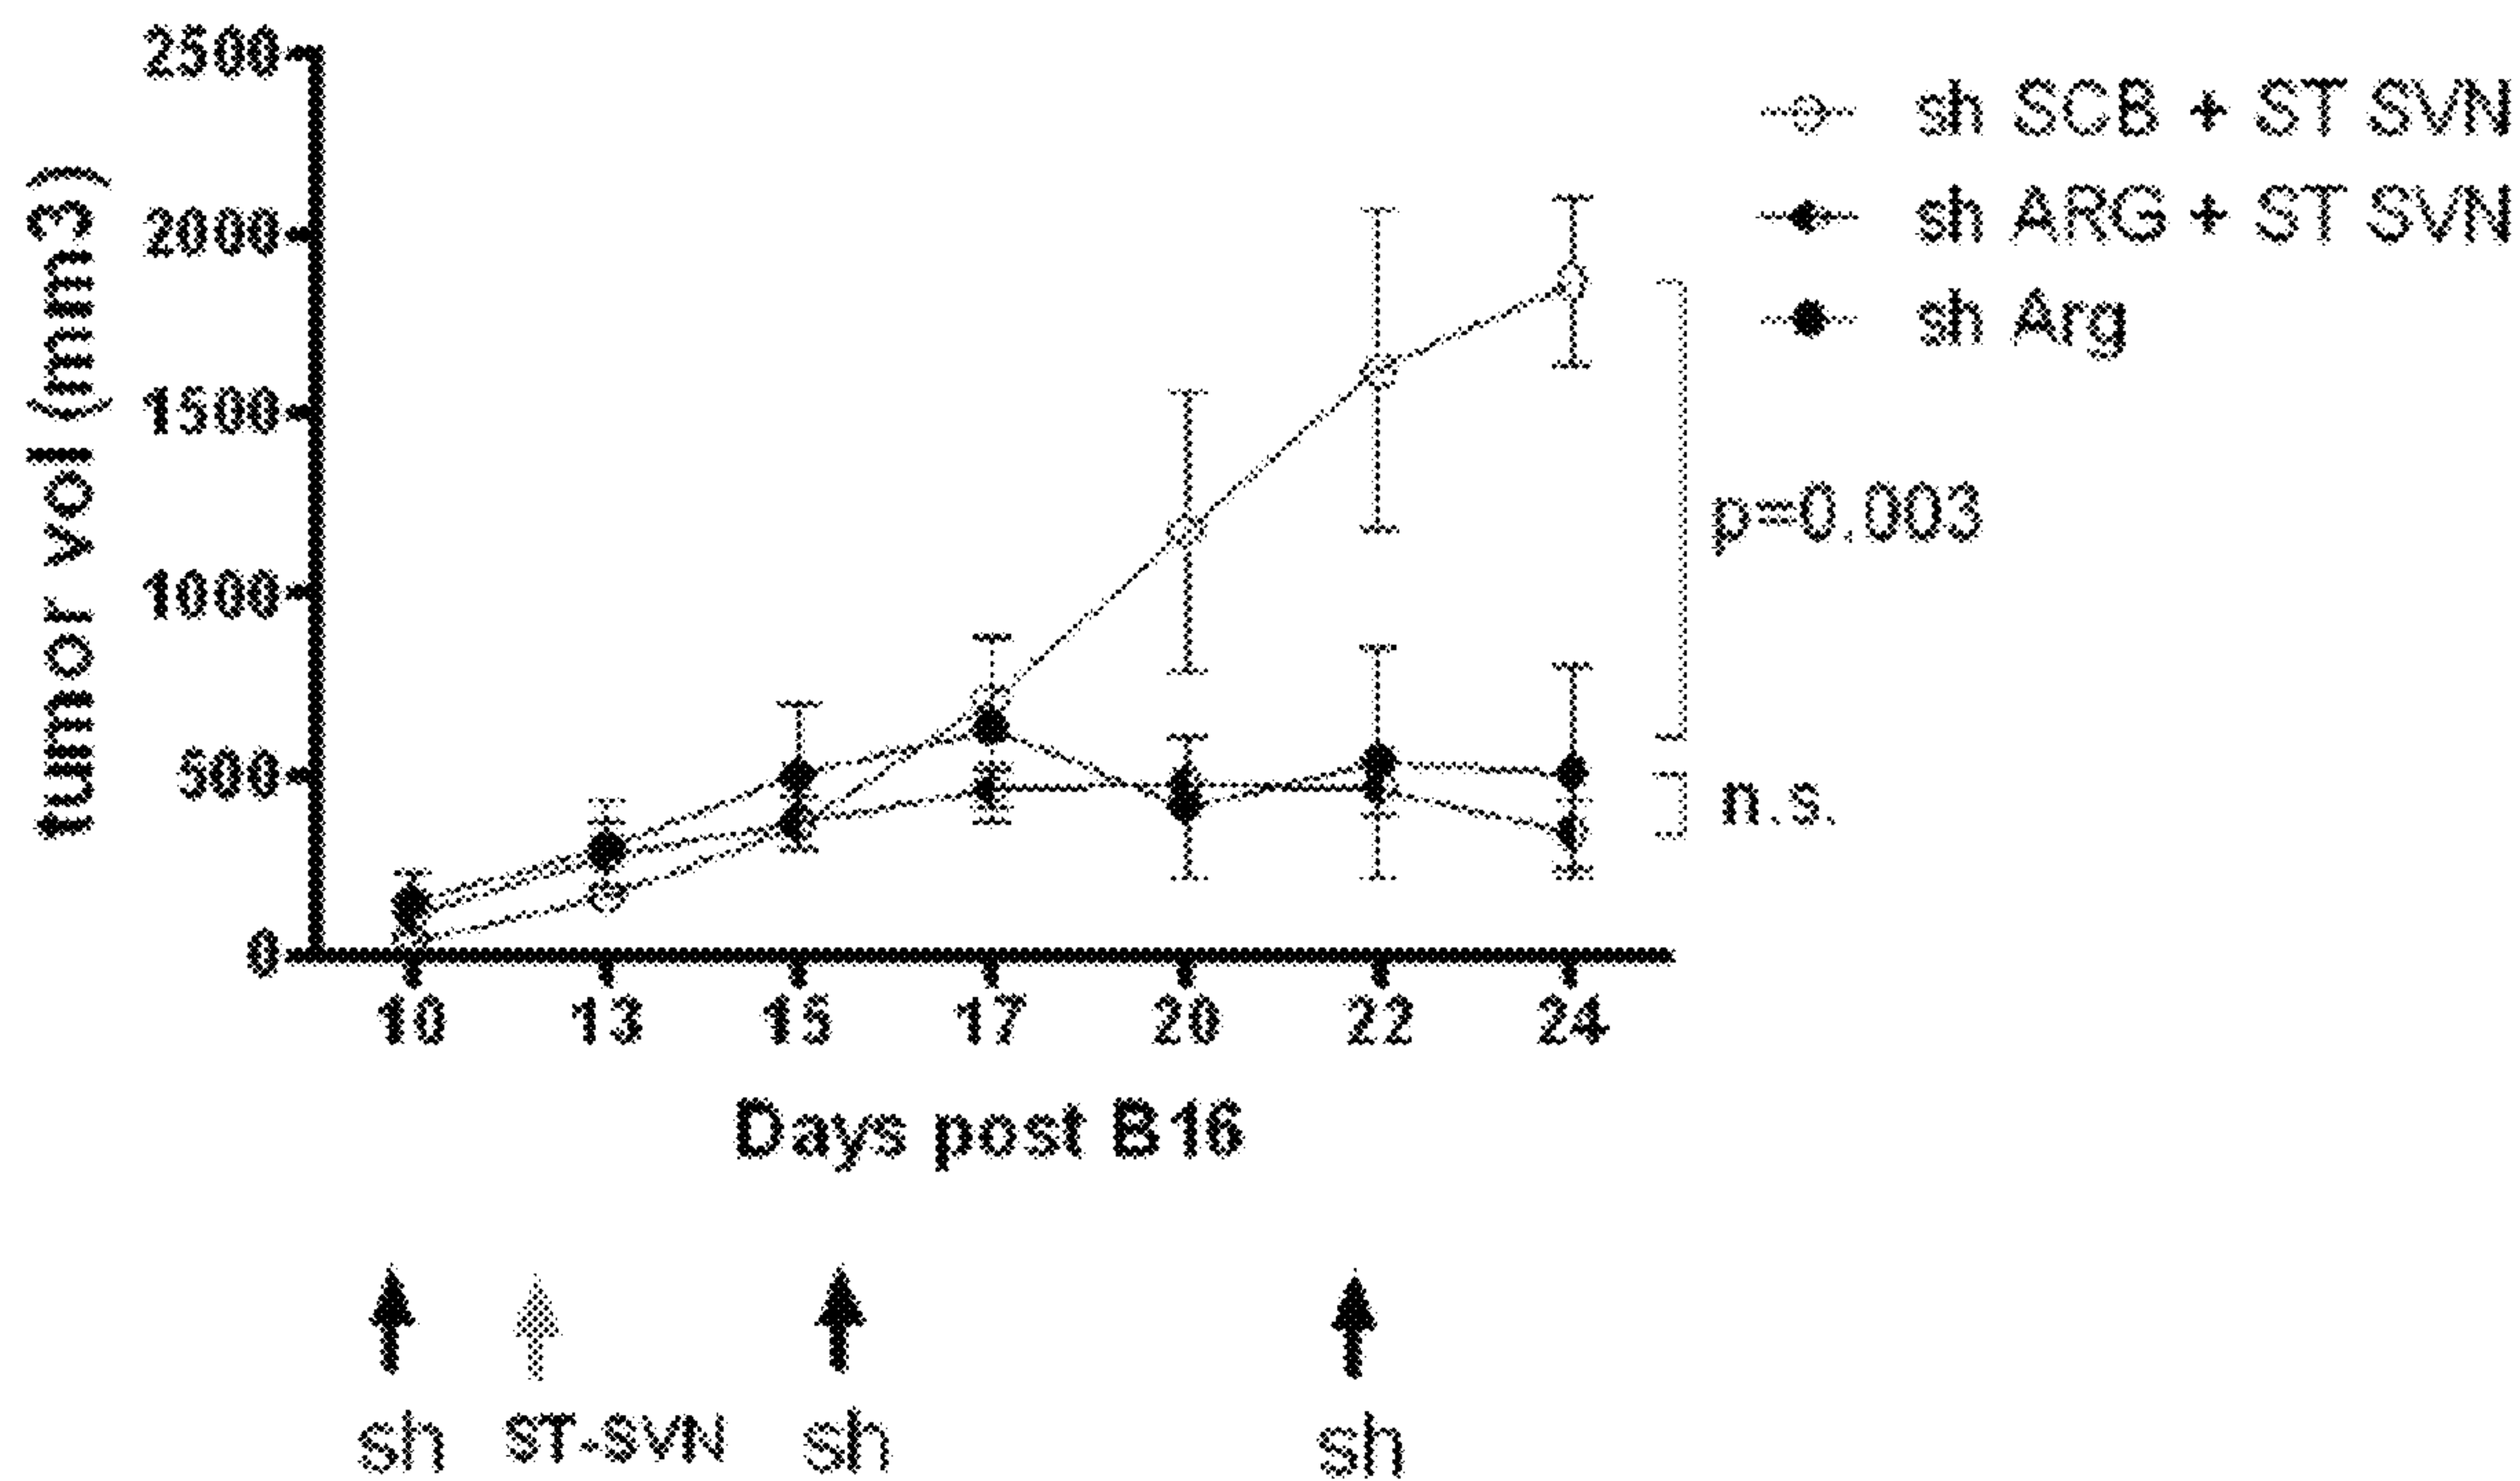 tumor vol (mm3)
2500
2000
1500
1000
500
0
10 13 15 17 20 22 24
Days post B16
sh SCB + ST SVN
sh ARG + ST SVN
sh Arg
p=0.003
n.s.
sh ST-SVN sh sh